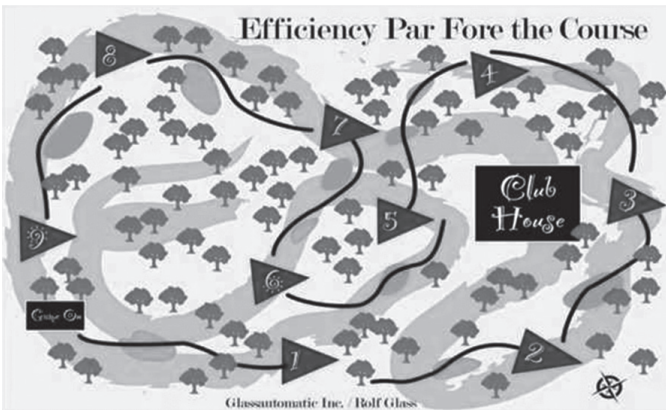 Efficiency Par Fore the Course
8
4
7
Club
House
3
5
9
6
1
2
Glassautomatic Inc. / Rolf Glass